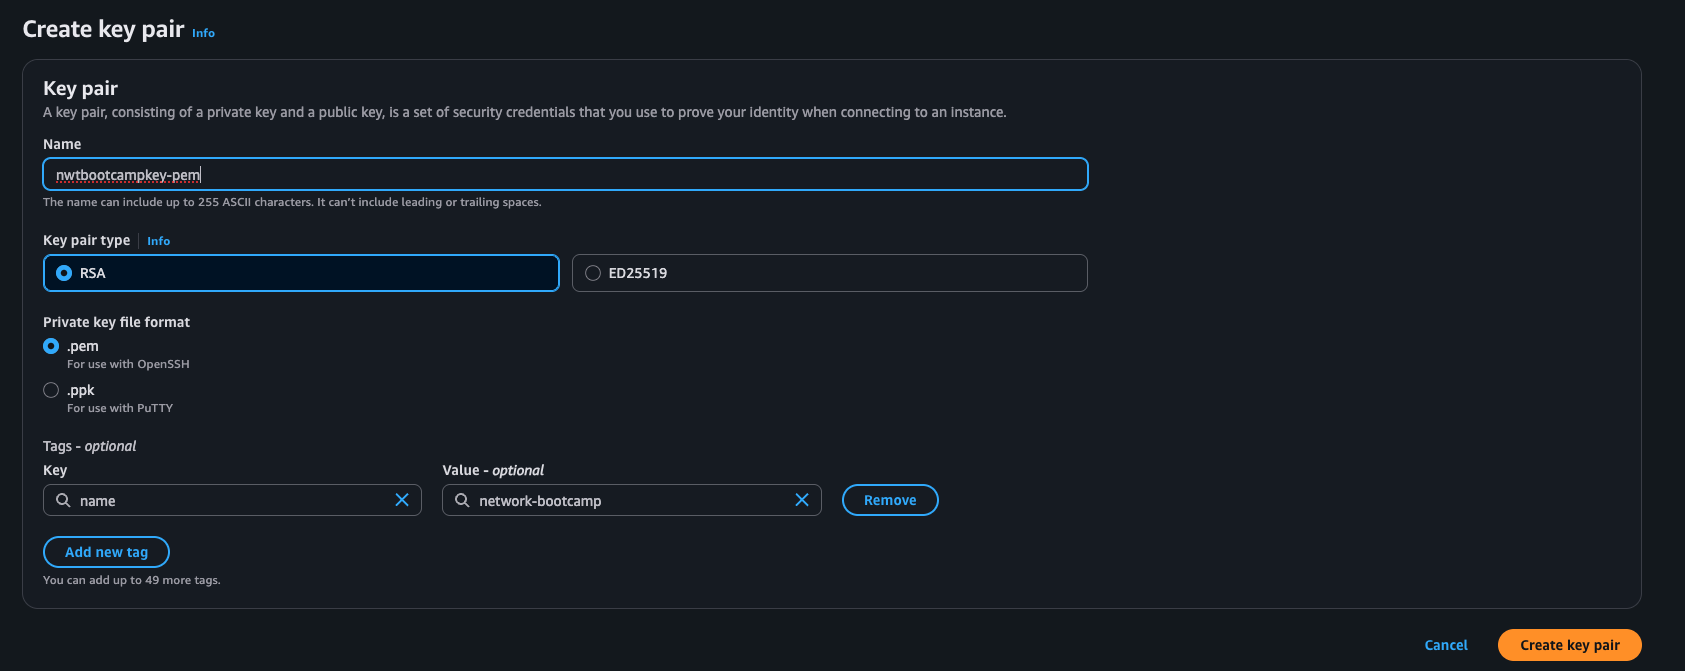 Create key pair Info
Key pair
A key pair, consisting of a private key and a public key, is a set of security credentials that you use to prove your identity when connecting to an instance.
Name
nwtbootcampkey-pem
The name can include up to 255 ASCII characters. It can't include leading or trailing spaces.
Key pair type Info
RSA ED25519
Private key file format
.pem
For use with OpenSSH
.ppk
For use with PuTTY
Tags - optional
Key Value - optional
name network-bootcamp Remove
Add new tag
You can add up to 49 more tags.
Cancel Create key pair